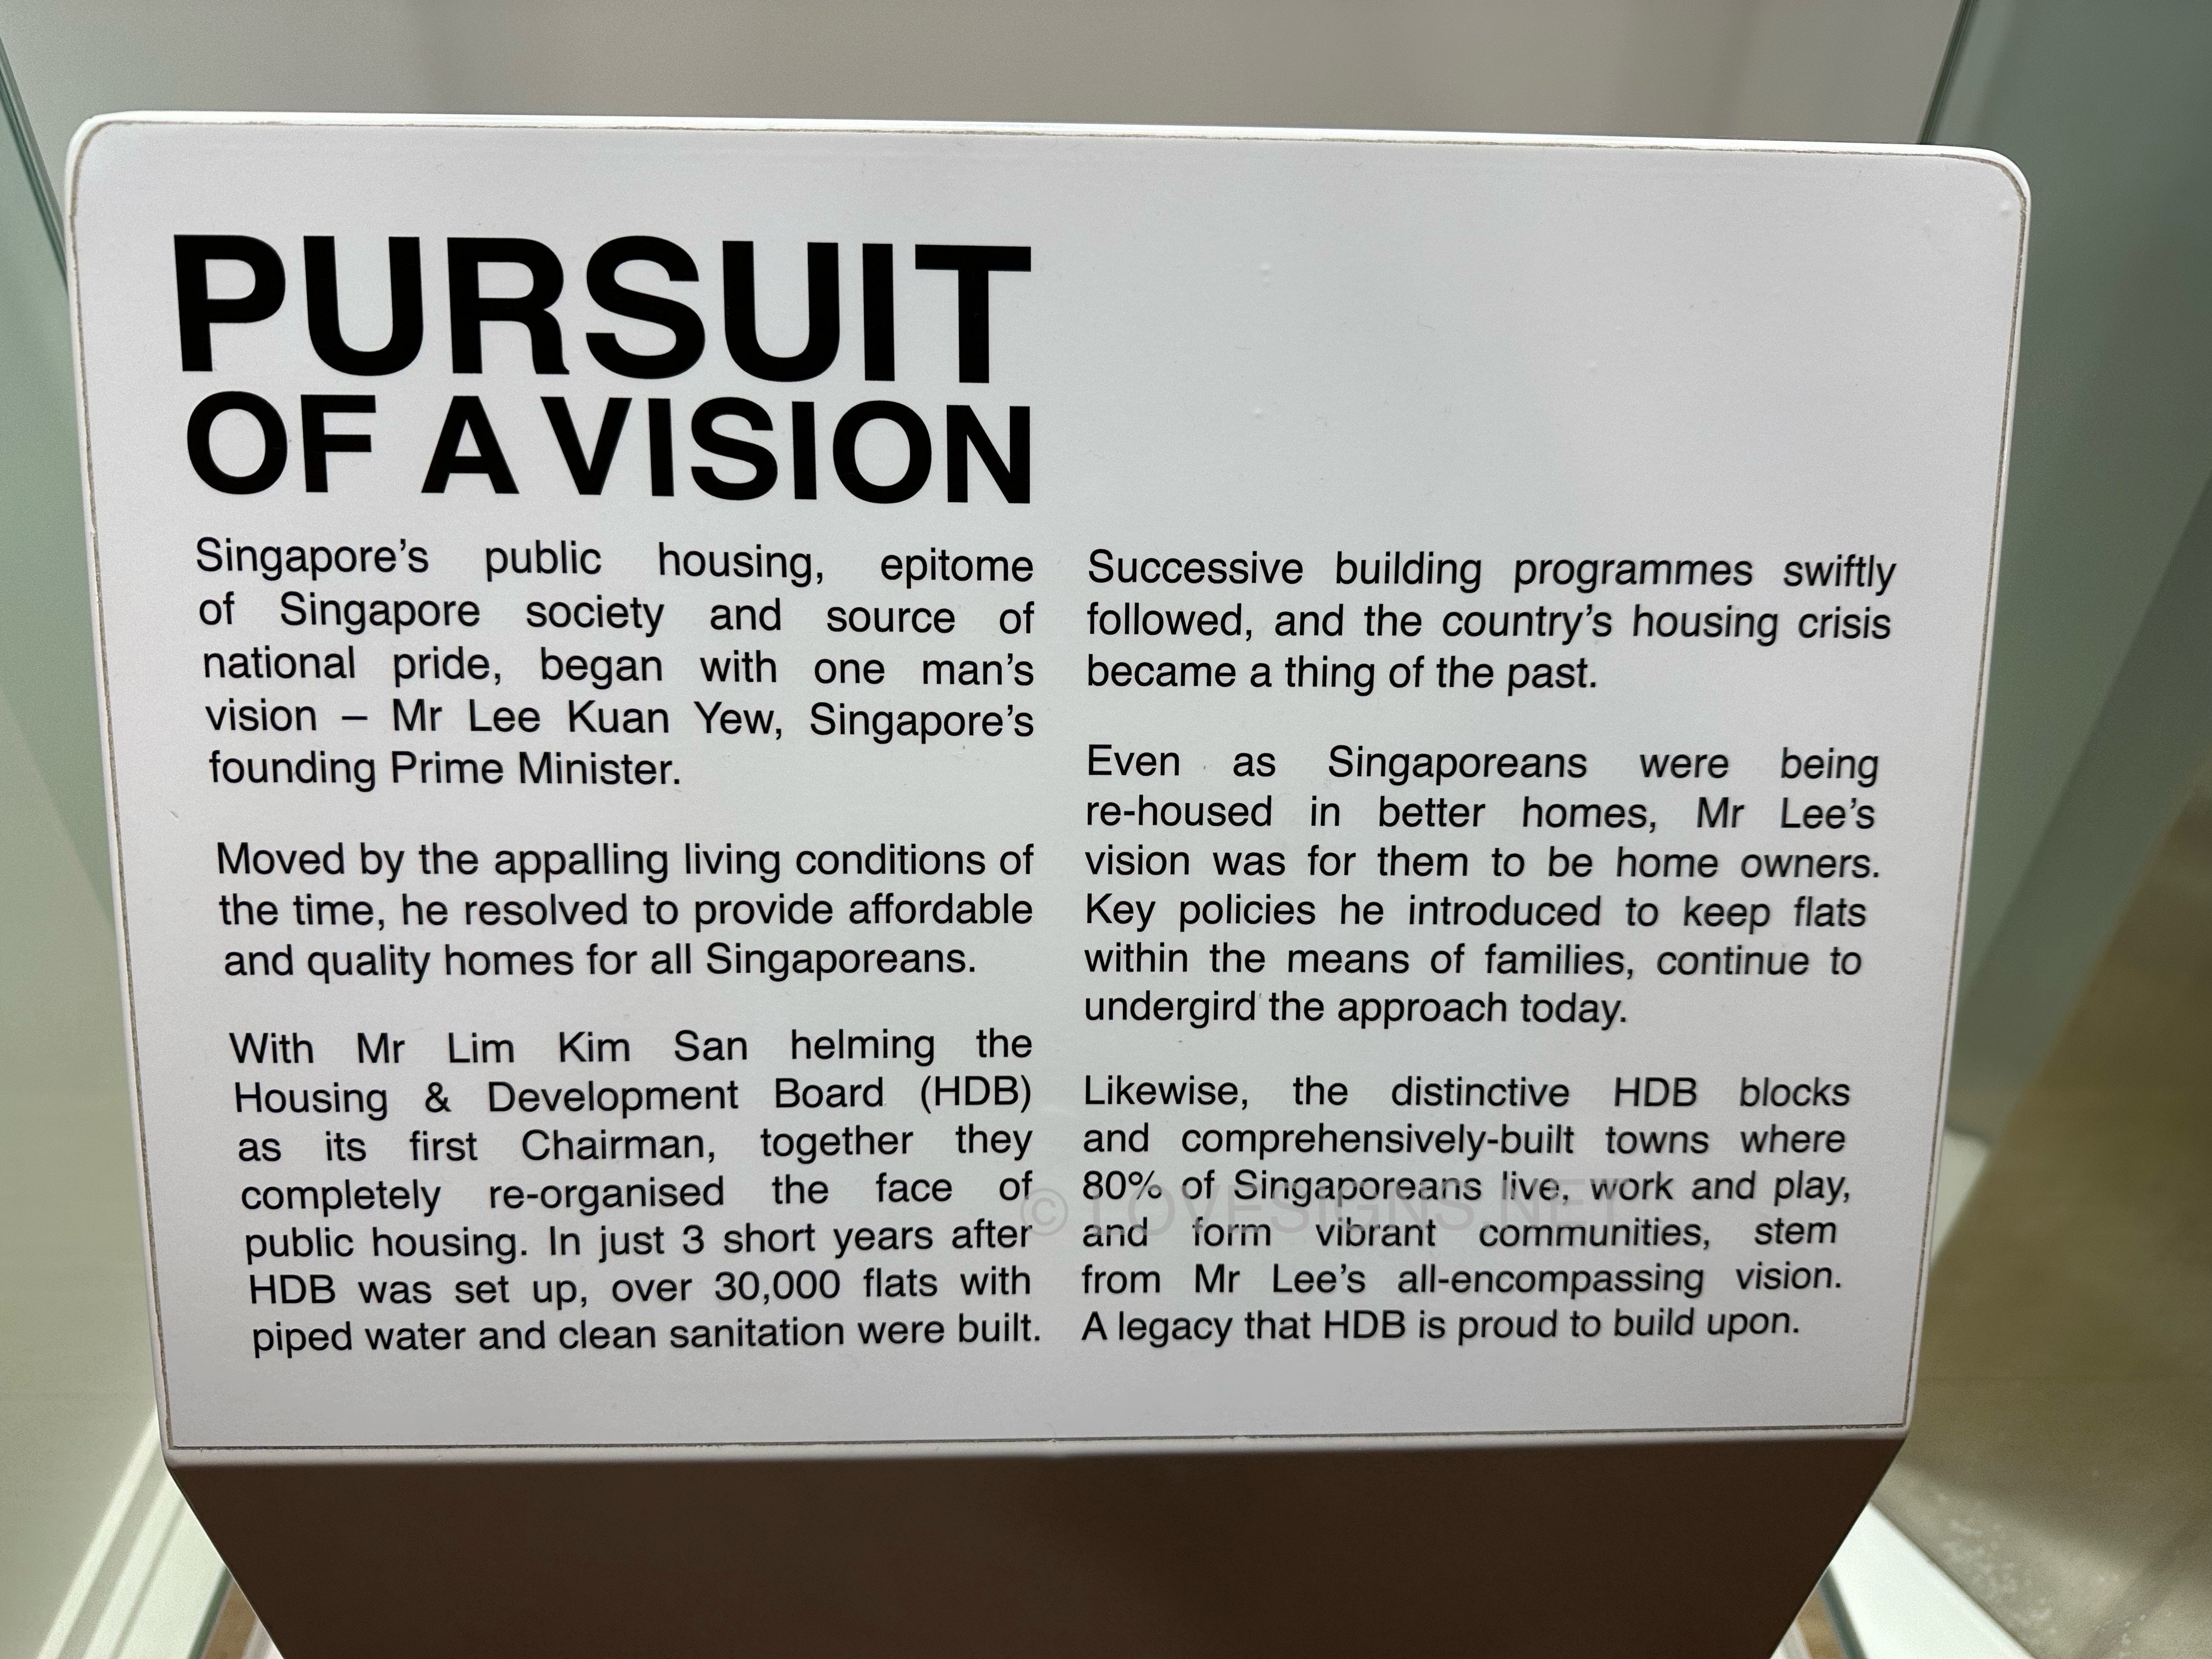 PURSUIT
OF A VISION
Singapore's public housing, epitome
of Singapore society and source of
national pride, began with one man's
vision – Mr Lee Kuan Yew, Singapore's
founding Prime Minister.
Moved by the appalling living conditions of
the time, he resolved to provide affordable
and quality homes for all Singaporeans.
With Mr Lim Kim San helming the
Housing & Development Board (HDB)
as its first Chairman, together they
completely re-organised the face of
public housing. In just 3 short years after
HDB was set up, over 30,000 flats with
piped water and clean sanitation were built.
Successive building programmes swiftly
followed, and the country's housing crisis
became a thing of the past.
Even as Singaporeans were being
re-housed in better homes, Mr Lee's
vision was for them to be home owners.
Key policies he introduced to keep flats
within the means of families, continue to
undergird the approach today.
Likewise, the distinctive HDB blocks
and comprehensively-built towns where
80% of Singaporeans live, work and play,
and form vibrant communities, stem
from Mr Lee's all-encompassing vision.
A legacy that HDB is proud to build upon.
© LOVESIGNS.NET